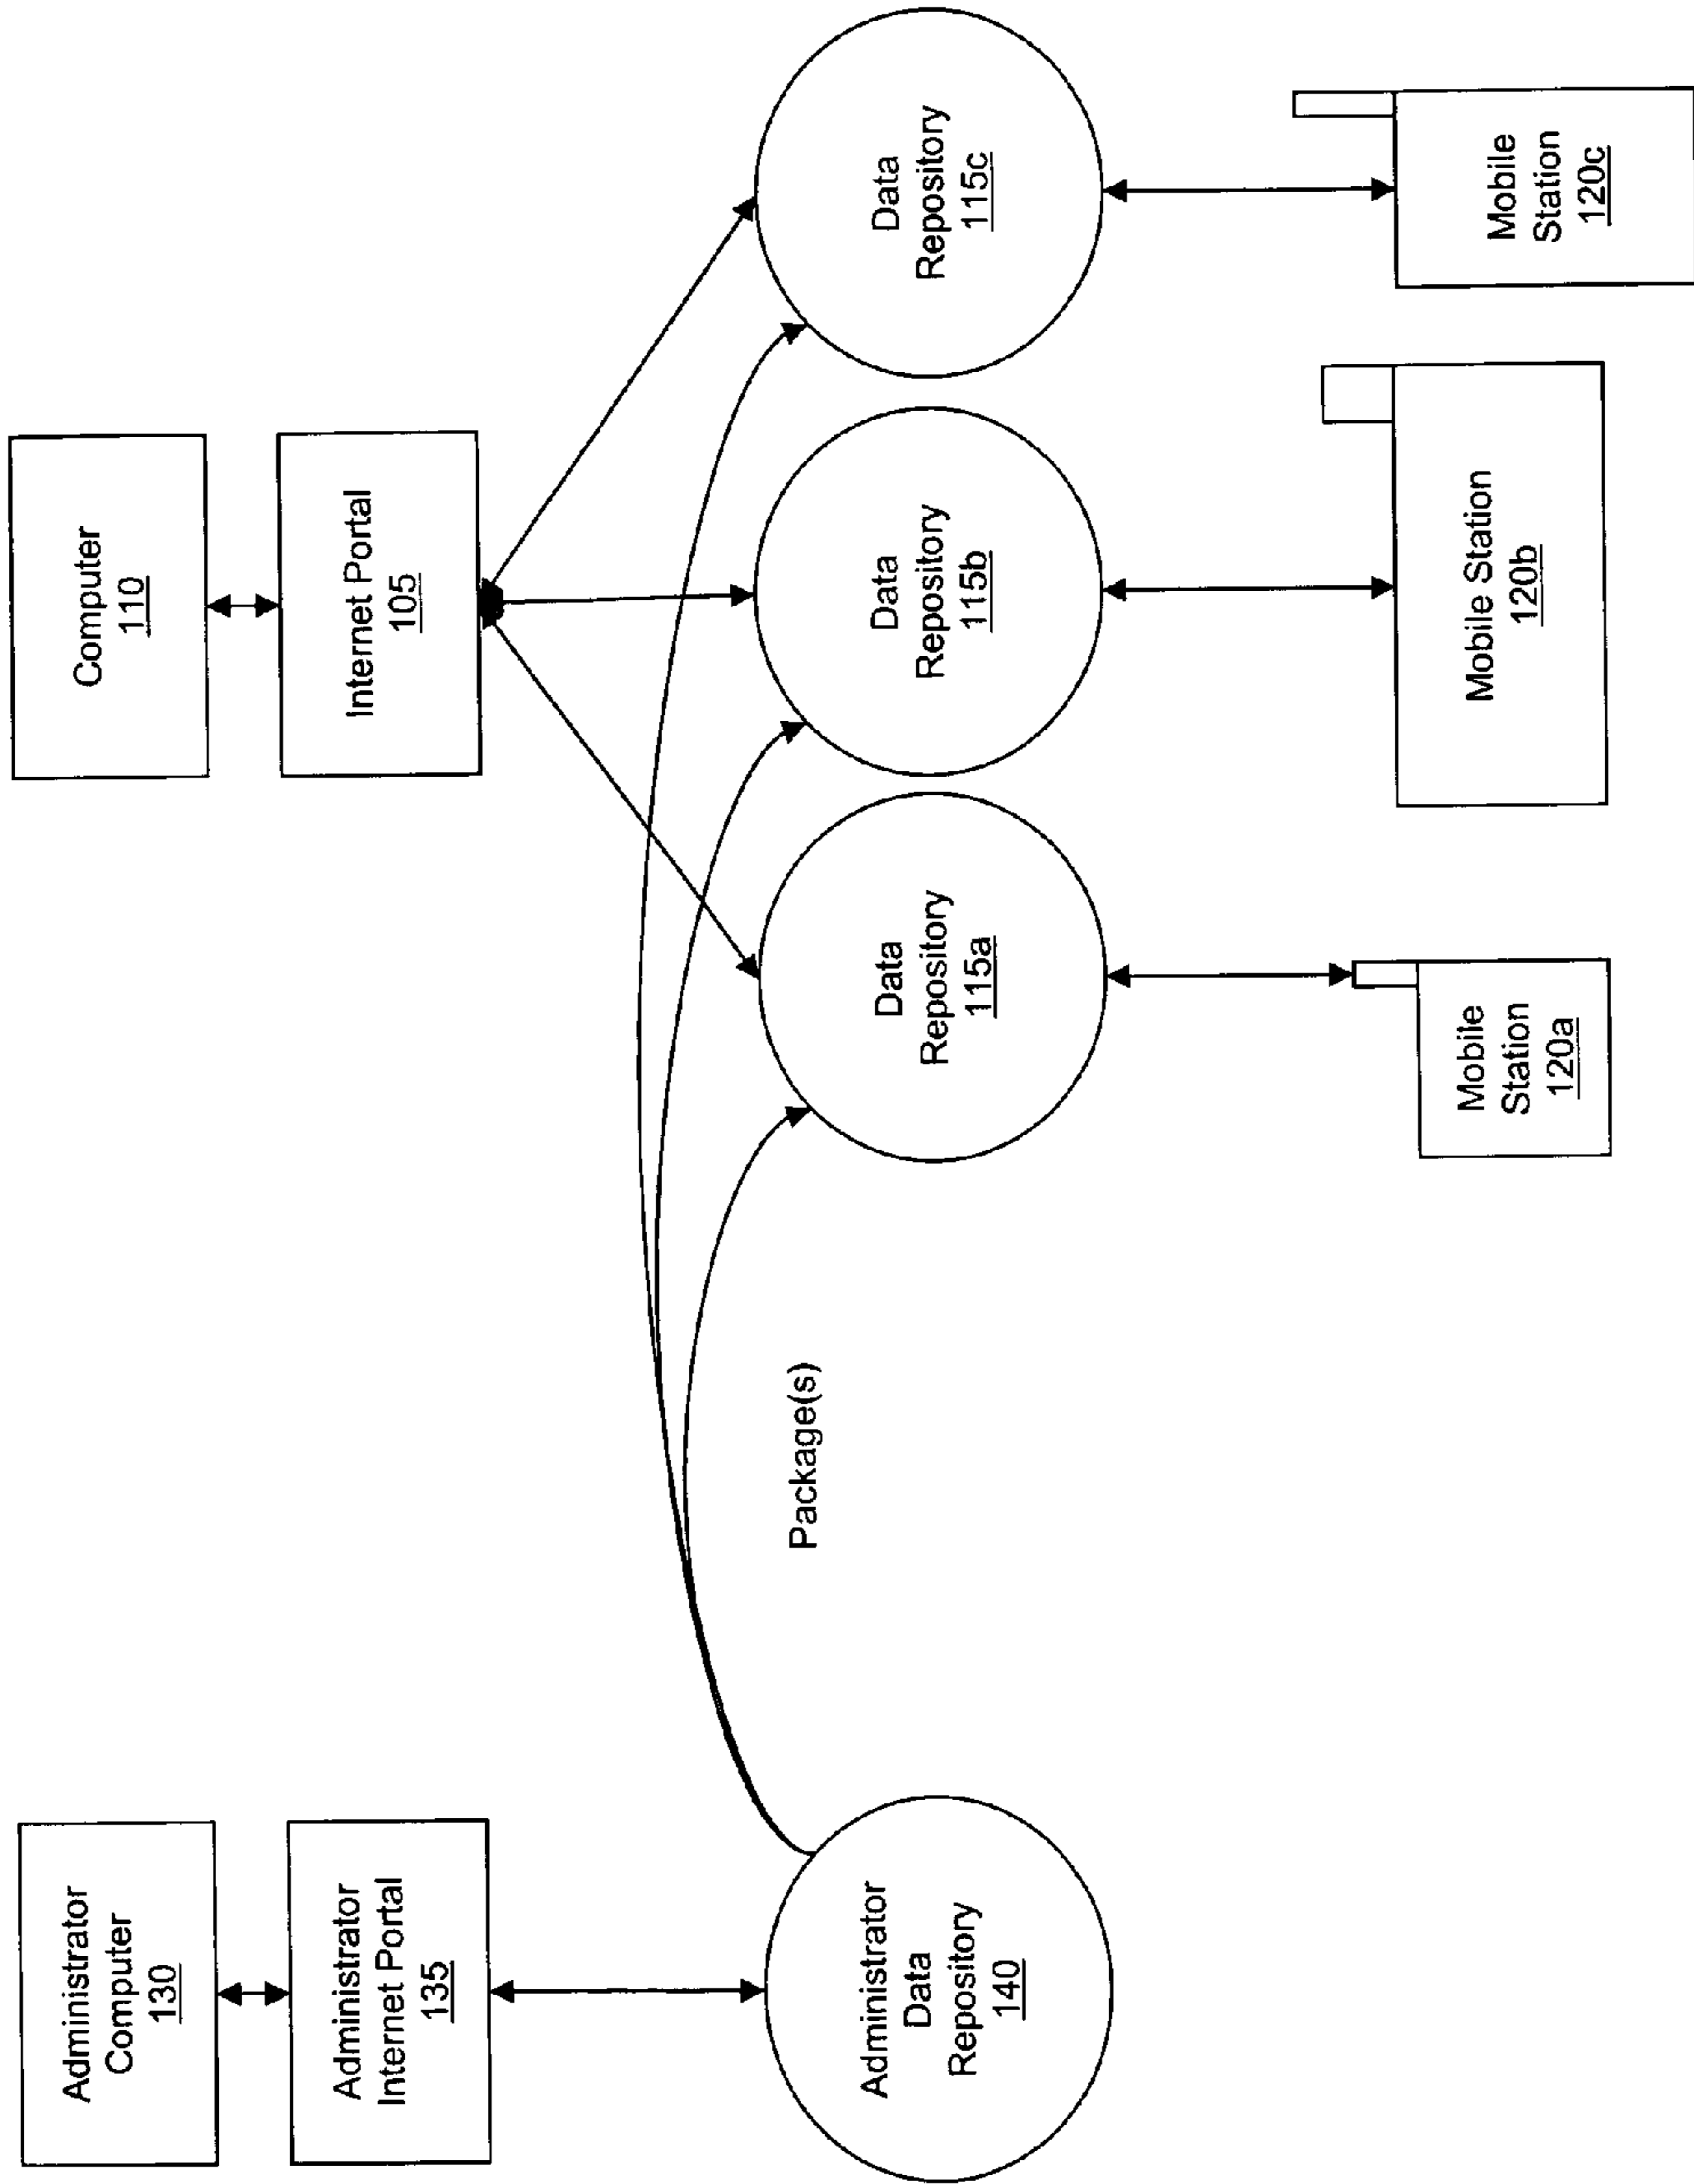 Administrator
Computer
130
Administrator
Internet Portal
135
Administrator
Data
Repository
140
Package(s)
Computer
110
Internet Portal
105
Data
Repository
115a
Data
Repository
115b
Data
Repository
115c
Mobile
Station
120a
Mobile Station
120b
Mobile
Station
120c